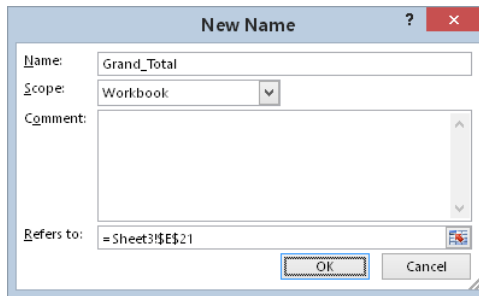 New Name
Name: Grand_Total
Scope: Workbook
Comment:
Refers to: =Sheet3!$E$21
OK Cancel